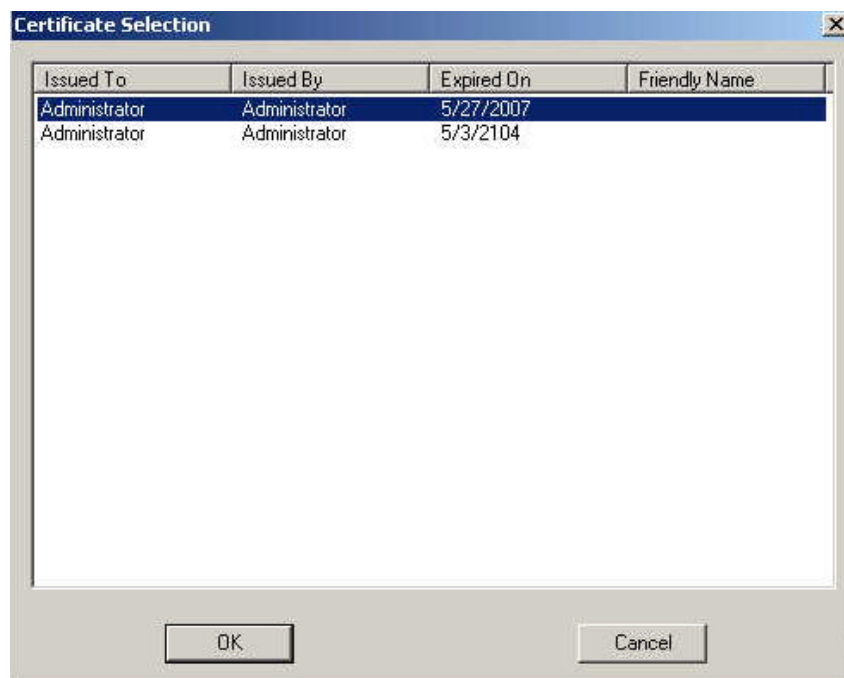 Certificate Selection
Issued To Issued By Expired On Friendly Name
Administrator Administrator 5/27/2007
Administrator Administrator 5/3/2104
OK Cancel